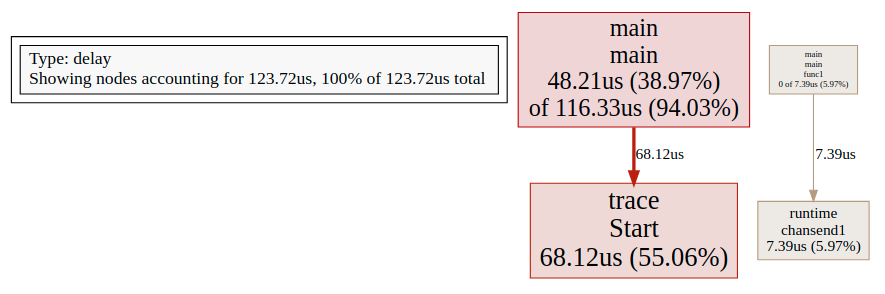 Type: delay
Showing nodes accounting for 123.72us, 100% of 123.72us total
main
main
48.21us (38.97%)
of 116.33us (94.03%)
main
main
func1
0 of 7.39us (5.97%)
68.12us
7.39us
trace
Start
68.12us (55.06%)
runtime
chansend1
7.39us (5.97%)